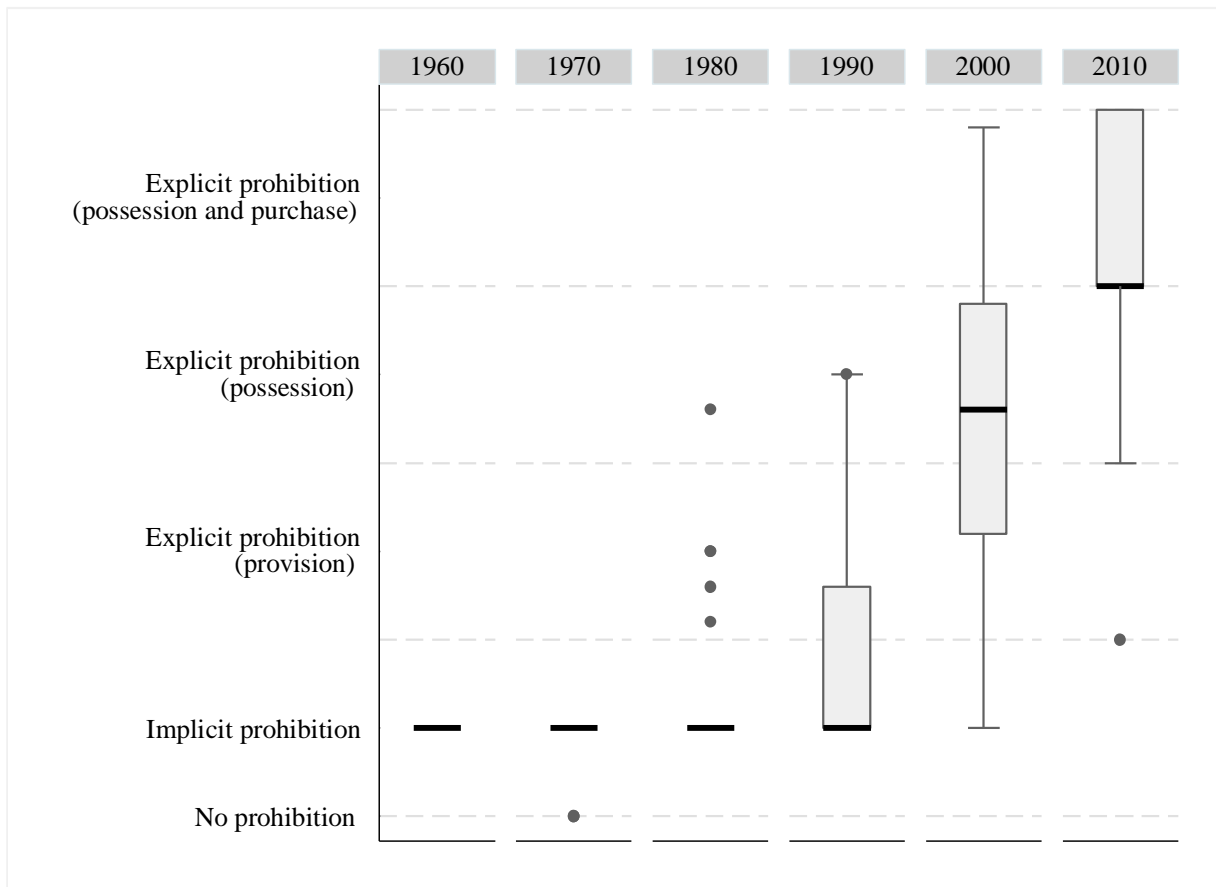 1960 1970 1980 1990 2000 2010
Explicit prohibition
(possession and purchase)
Explicit prohibition
(possession)
Explicit prohibition
(provision)
Implicit prohibition
No prohibition